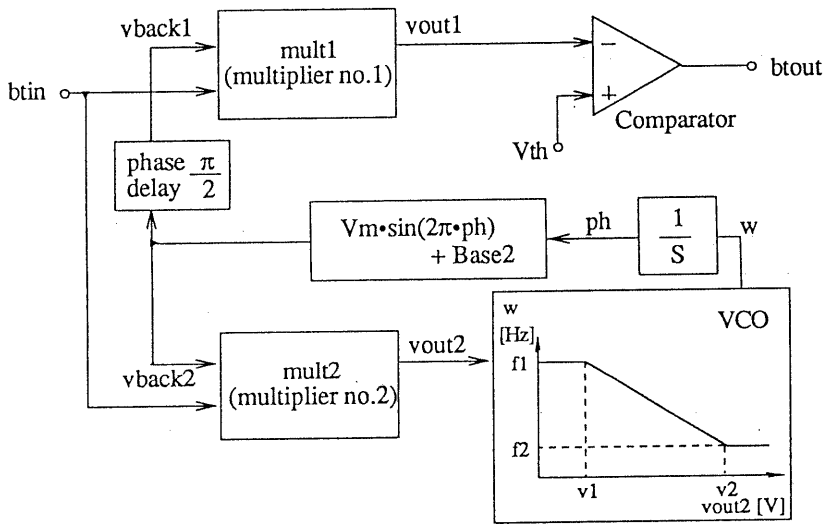 vback1
mult1
(multiplier no.1)
vout1
−
+
btout
btin
Comparator
Vth
phase π/2
delay
Vm•sin(2π•ph)
+ Base2
ph
1/S
w
w
[Hz]
VCO
f1
f2
v1
v2
vout2 [V]
vback2
mult2
(multiplier no.2)
vout2